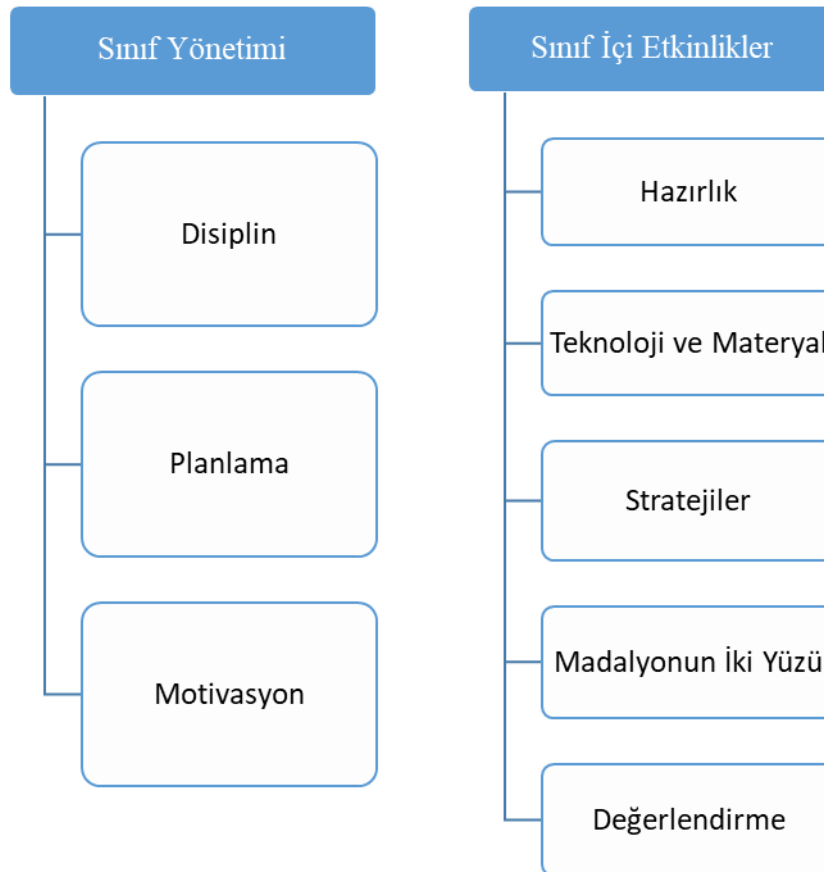 Sınıf Yönetimi
Disiplin
Planlama
Motivasyon
Sınıf İçi Etkinlikler
Hazırlık
Teknoloji ve Materyal
Stratejiler
Madalyonun İki Yüzü
Değerlendirme